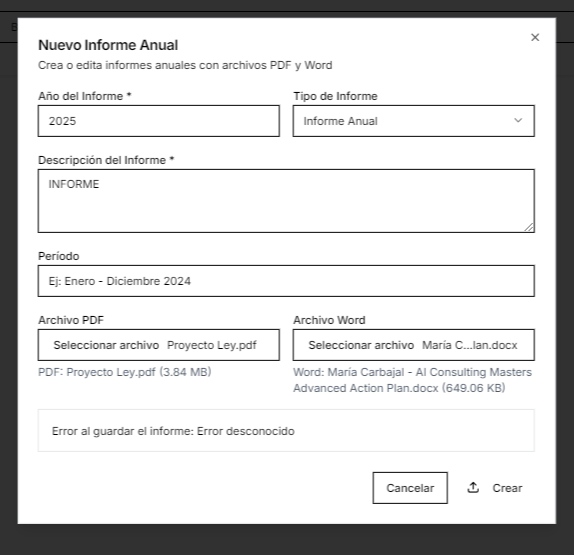 Nuevo Informe Anual
Crea o edita informes anuales con archivos PDF y Word
Año del Informe *
Tipo de Informe
2025
Informe Anual
Descripción del Informe *
INFORME
Período
Ej: Enero - Diciembre 2024
Archivo PDF
Archivo Word
Seleccionar archivo Proyecto Ley.pdf
Seleccionar archivo María C...lan.docx
PDF: Proyecto Ley.pdf (3.84 MB)
Word: María Carbajal - AI Consulting Masters
Advanced Action Plan.docx (649.06 KB)
Error al guardar el informe: Error desconocido
Cancelar
Crear